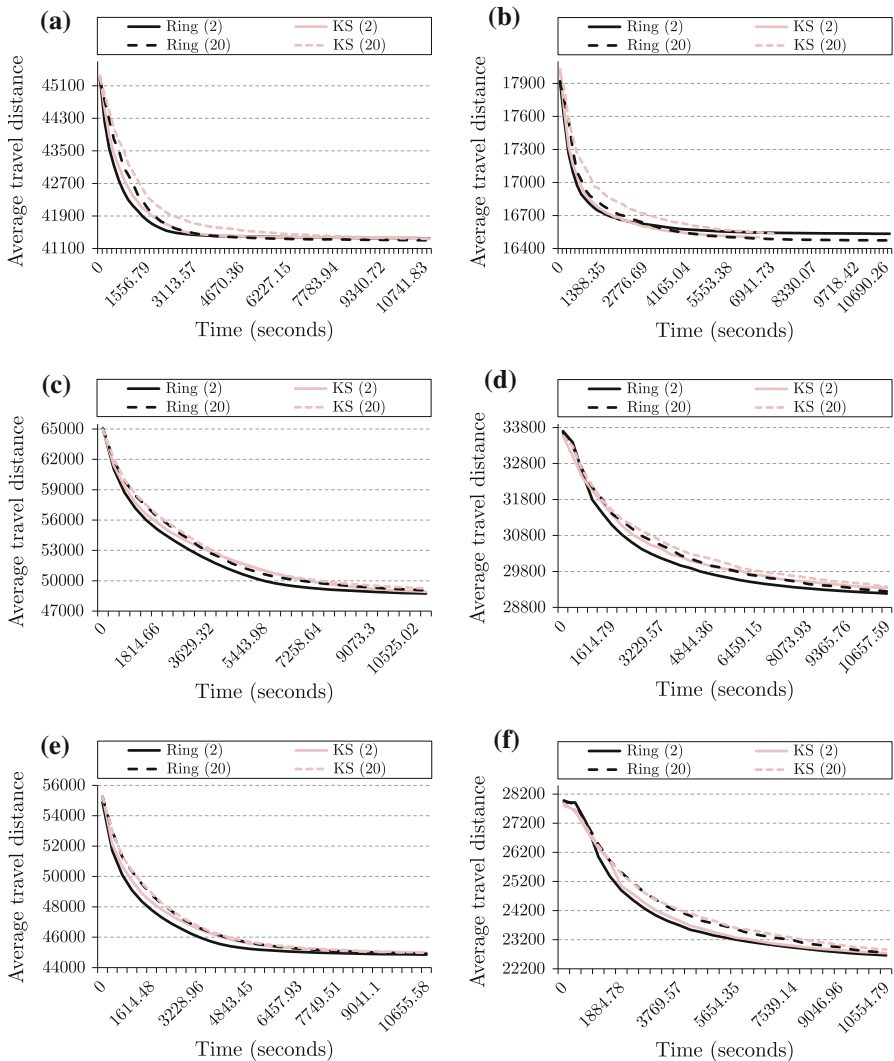 (a)
Ring (2) KS (2)
Ring (20) KS (20)
Average travel distance
45100
44300
43500
42700
41900
41100
0 1556.79 3113.57 4670.36 6227.15 7783.94 9340.72 10741.83
Time (seconds)
(b)
Ring (2) KS (2)
Ring (20) KS (20)
Average travel distance
17900
17600
17300
17000
16700
16400
0 1388.35 2776.69 4165.04 5553.38 6941.73 8330.07 9718.42 10690.26
Time (seconds)
(c)
Ring (2) KS (2)
Ring (20) KS (20)
Average travel distance
65000
62000
59000
56000
53000
50000
47000
0 1814.66 3629.32 5443.98 7258.64 9073.3 10525.02
Time (seconds)
(d)
Ring (2) KS (2)
Ring (20) KS (20)
Average travel distance
33800
32800
31800
30800
29800
28800
0 1614.79 3229.57 4844.36 6459.15 8073.93 9365.76 10657.59
Time (seconds)
(e)
Ring (2) KS (2)
Ring (20) KS (20)
Average travel distance
56000
54000
52000
50000
48000
46000
44000
0 1614.48 3228.96 4843.45 6457.93 7749.51 9041.1 10655.58
Time (seconds)
(f)
Ring (2) KS (2)
Ring (20) KS (20)
Average travel distance
28200
27200
26200
25200
24200
23200
22200
0 1884.78 3769.57 5654.35 7539.14 9046.96 10554.79
Time (seconds)